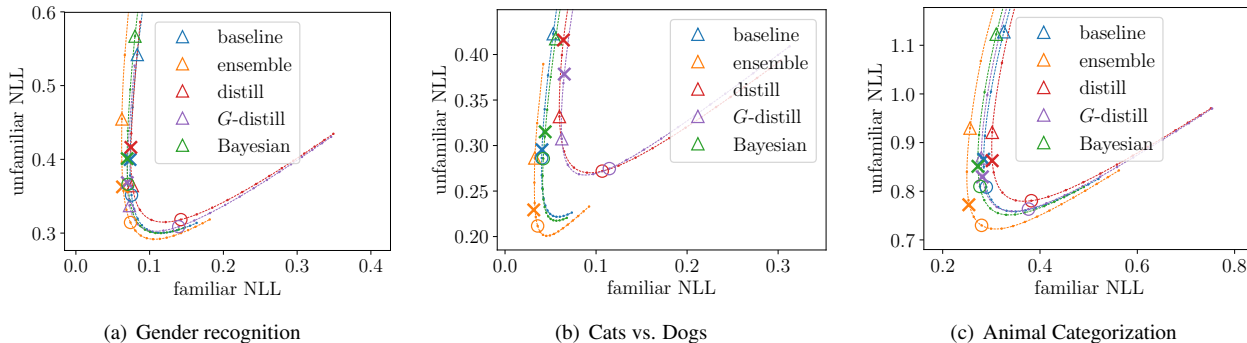 0.6
0.5
0.4
0.3
unfamiliar NLL
baseline
ensemble
distill
G-distill
Bayesian
0.0 0.1 0.2 0.3 0.4
familiar NLL
(a) Gender recognition
0.40
0.35
0.30
0.25
0.20
unfamiliar NLL
baseline
ensemble
distill
G-distill
Bayesian
0.0 0.1 0.2 0.3
familiar NLL
(b) Cats vs. Dogs
1.1
1.0
0.9
0.8
0.7
unfamiliar NLL
baseline
ensemble
distill
G-distill
Bayesian
0.2 0.4 0.6 0.8
familiar NLL
(c) Animal Categorization